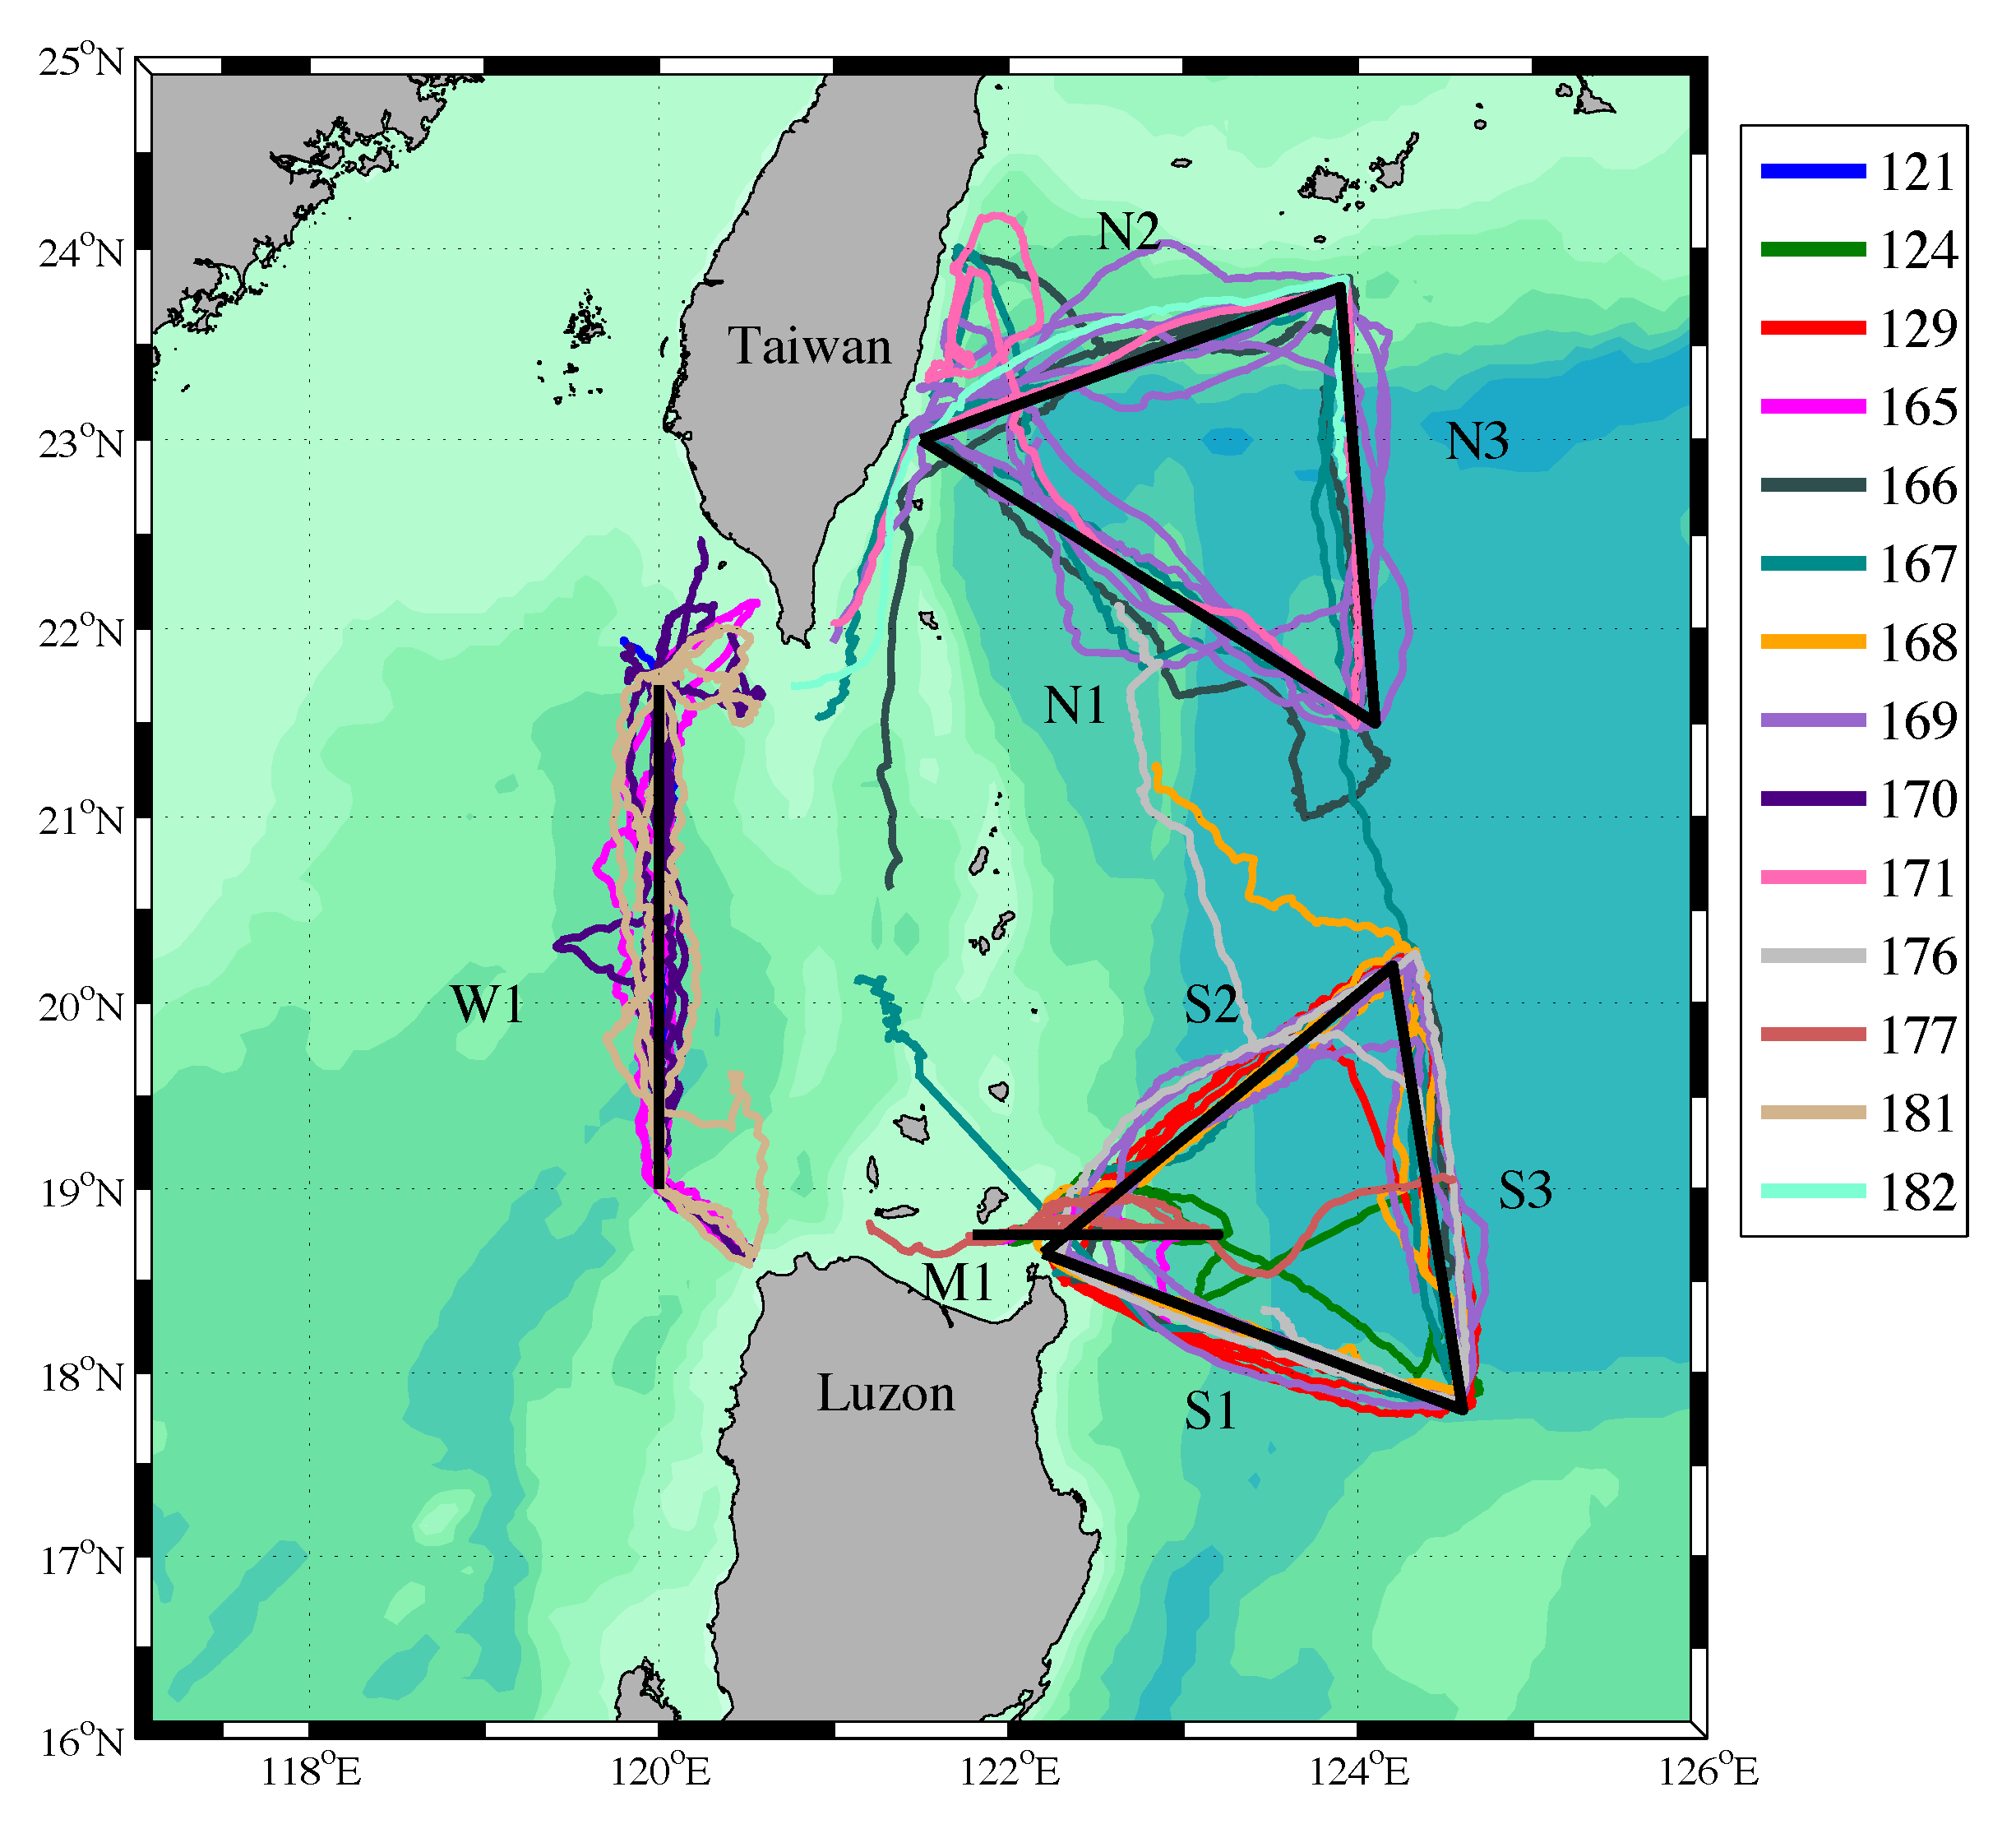 25°N
24°N
23°N
22°N
21°N
20°N
19°N
18°N
17°N
16°N
118°E
120°E
122°E
124°E
126°E
N2
Taiwan
N3
N1
W1
S2
S3
M1
Luzon
S1
121
124
129
165
166
167
168
169
170
171
176
177
181
182